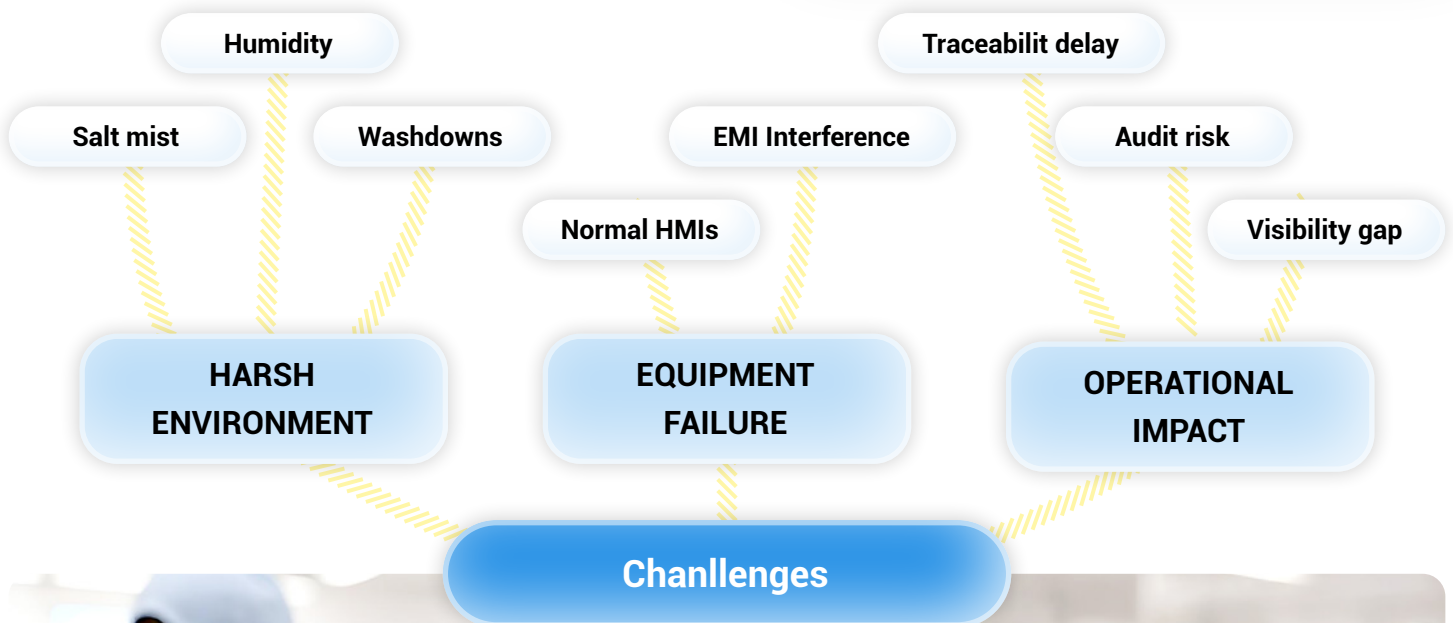 Humidity
Traceabilit delay
Salt mist
Washdowns
EMI Interference
Audit risk
Normal HMIs
Visibility gap
HARSH
ENVIRONMENT
EQUIPMENT
FAILURE
OPERATIONAL
IMPACT
Chanllenges